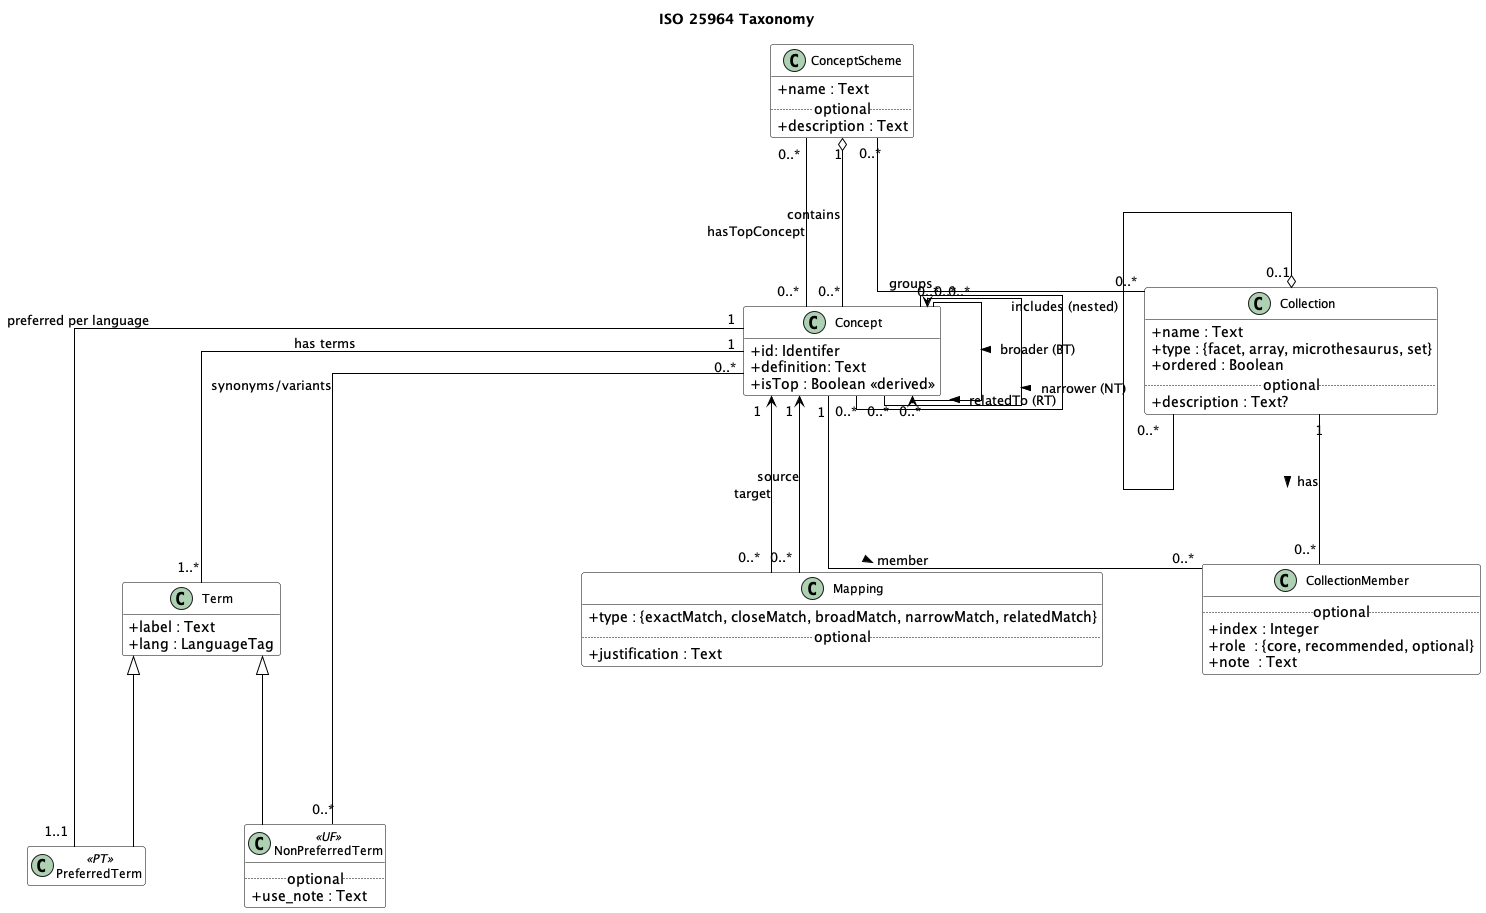 ISO 25964 Taxonomy
C ConceptScheme
+name : Text
optional
+description : Text
0..*
1
0..*
contains
hasTopConcept
0..*
0..*
groups
0..*
0..1
0..*
0..*
0..*
includes (nested)
C Collection
+name : Text
+type : {facet, array, microthesaurus, set}
+ordered : Boolean
optional
+description : Text?
preferred per language
1
has terms
1
synonyms/variants
0..*
C Concept
+id: Identifer
+definition: Text
+isTop : Boolean «derived»
broader (BT)
narrower (NT)
relatedTo (RT)
1
1
1
0..*
0..*
0..*
0..*
1
source
target
has
0..*
0..*
member
0..*
0..*
1..*
C Term
+label : Text
+lang : LanguageTag
C Mapping
+type : {exactMatch, closeMatch, broadMatch, narrowMatch, relatedMatch}
optional
+justification : Text
C CollectionMember
optional
+index : Integer
+role : {core, recommended, optional}
+note : Text
1..1
0..*
C «PT»
PreferredTerm
C «UF»
NonPreferredTerm
optional
+use_note : Text